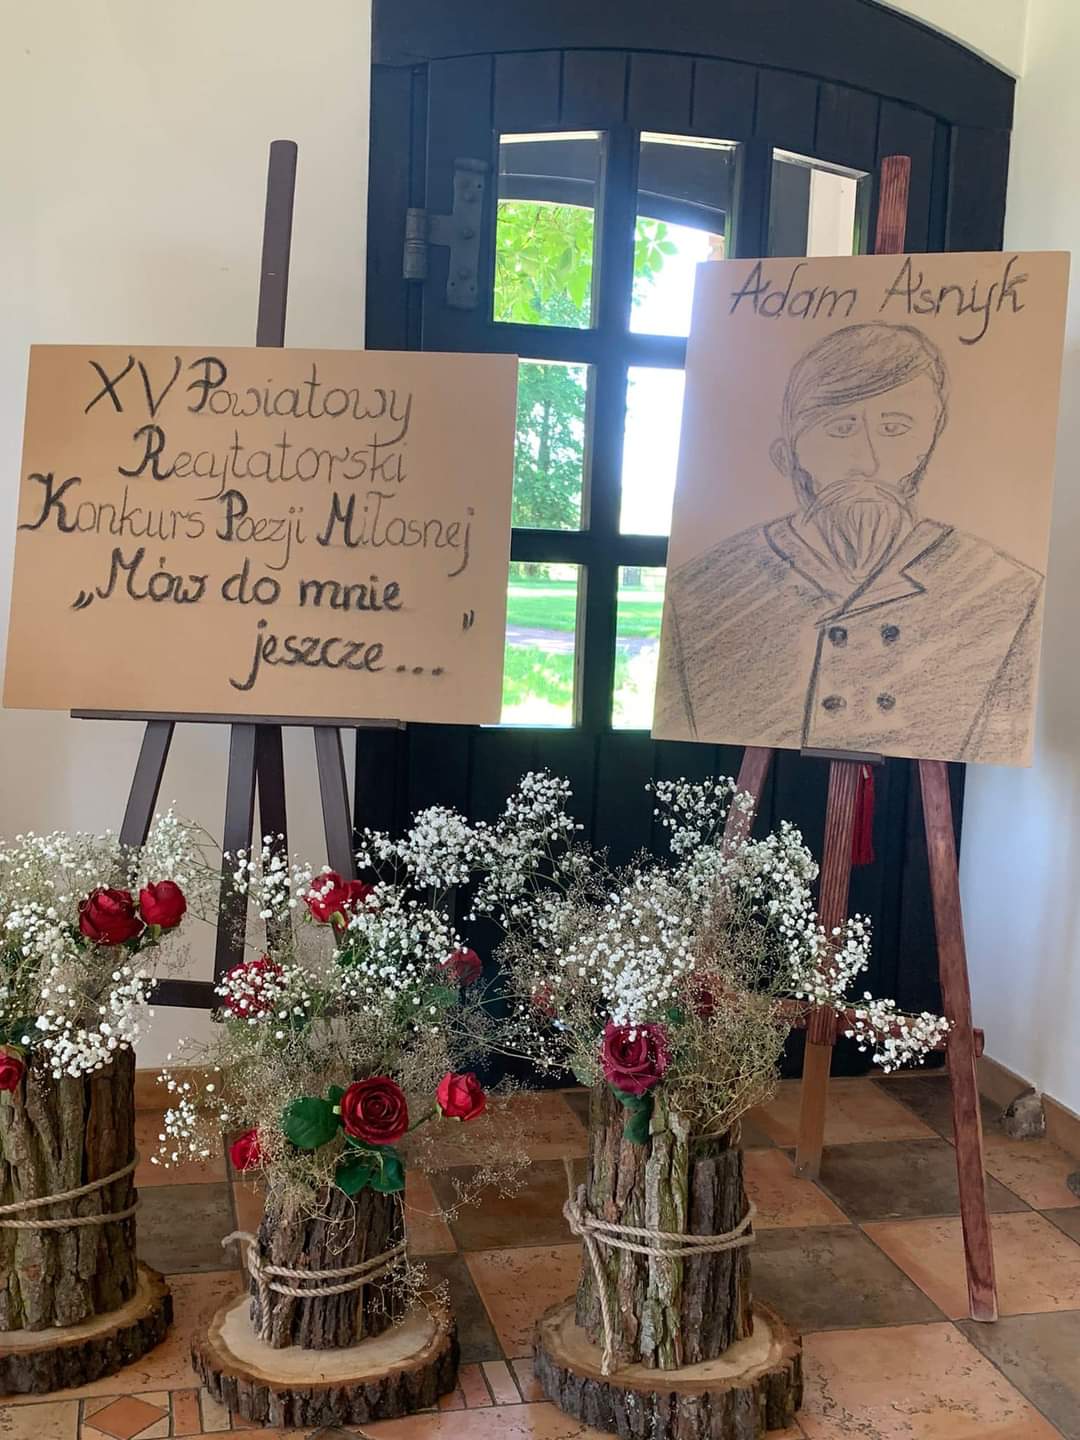 XV Powiatowy
Recytatorski
Konkurs Poezji Miłosnej
„Mów do mnie
jeszcze..."
Adam Asnyk